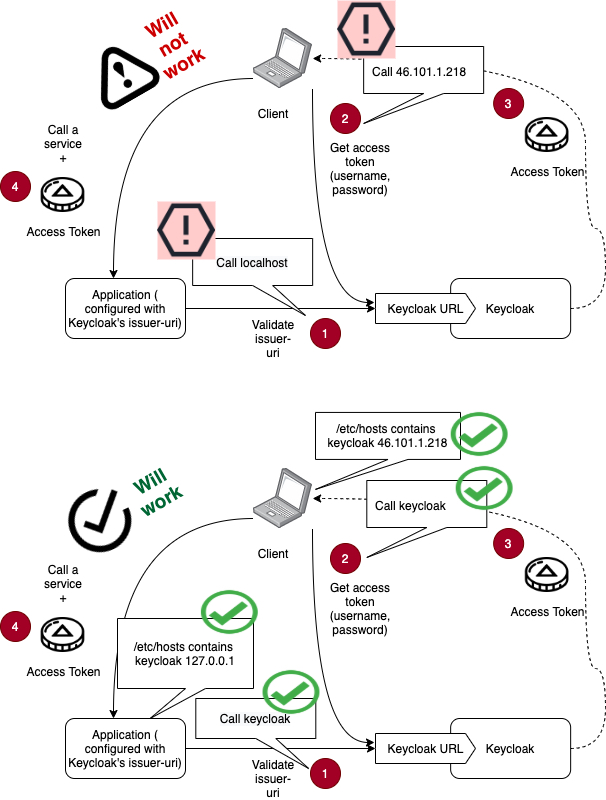 Will
not
work
Call 46.101.1.218
Client
2
3
Get access
token
(username,
password)
Access Token
Call a
service
+
4
Access Token
Call localhost
Application (
configured with
Keycloak's issuer-uri)
Keycloak URL
Keycloak
Validate
issuer-
uri
1
/etc/hosts contains
keycloak 46.101.1.218
Will
work
Call keycloak
Client
2
3
Get access
token
(username,
password)
Access Token
Call a
service
+
4
Access Token
/etc/hosts contains
keycloak 127.0.0.1
Call keycloak
Application (
configured with
Keycloak's issuer-uri)
Keycloak URL
Keycloak
Validate
issuer-
uri
1